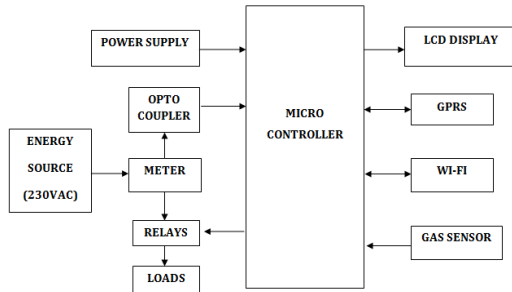 POWER SUPPLY
LCD DISPLAY
OPTO
COUPLER
MICRO
CONTROLLER
GPRS
ENERGY
SOURCE
(230VAC)
METER
WI-FI
RELAYS
GAS SENSOR
LOADS